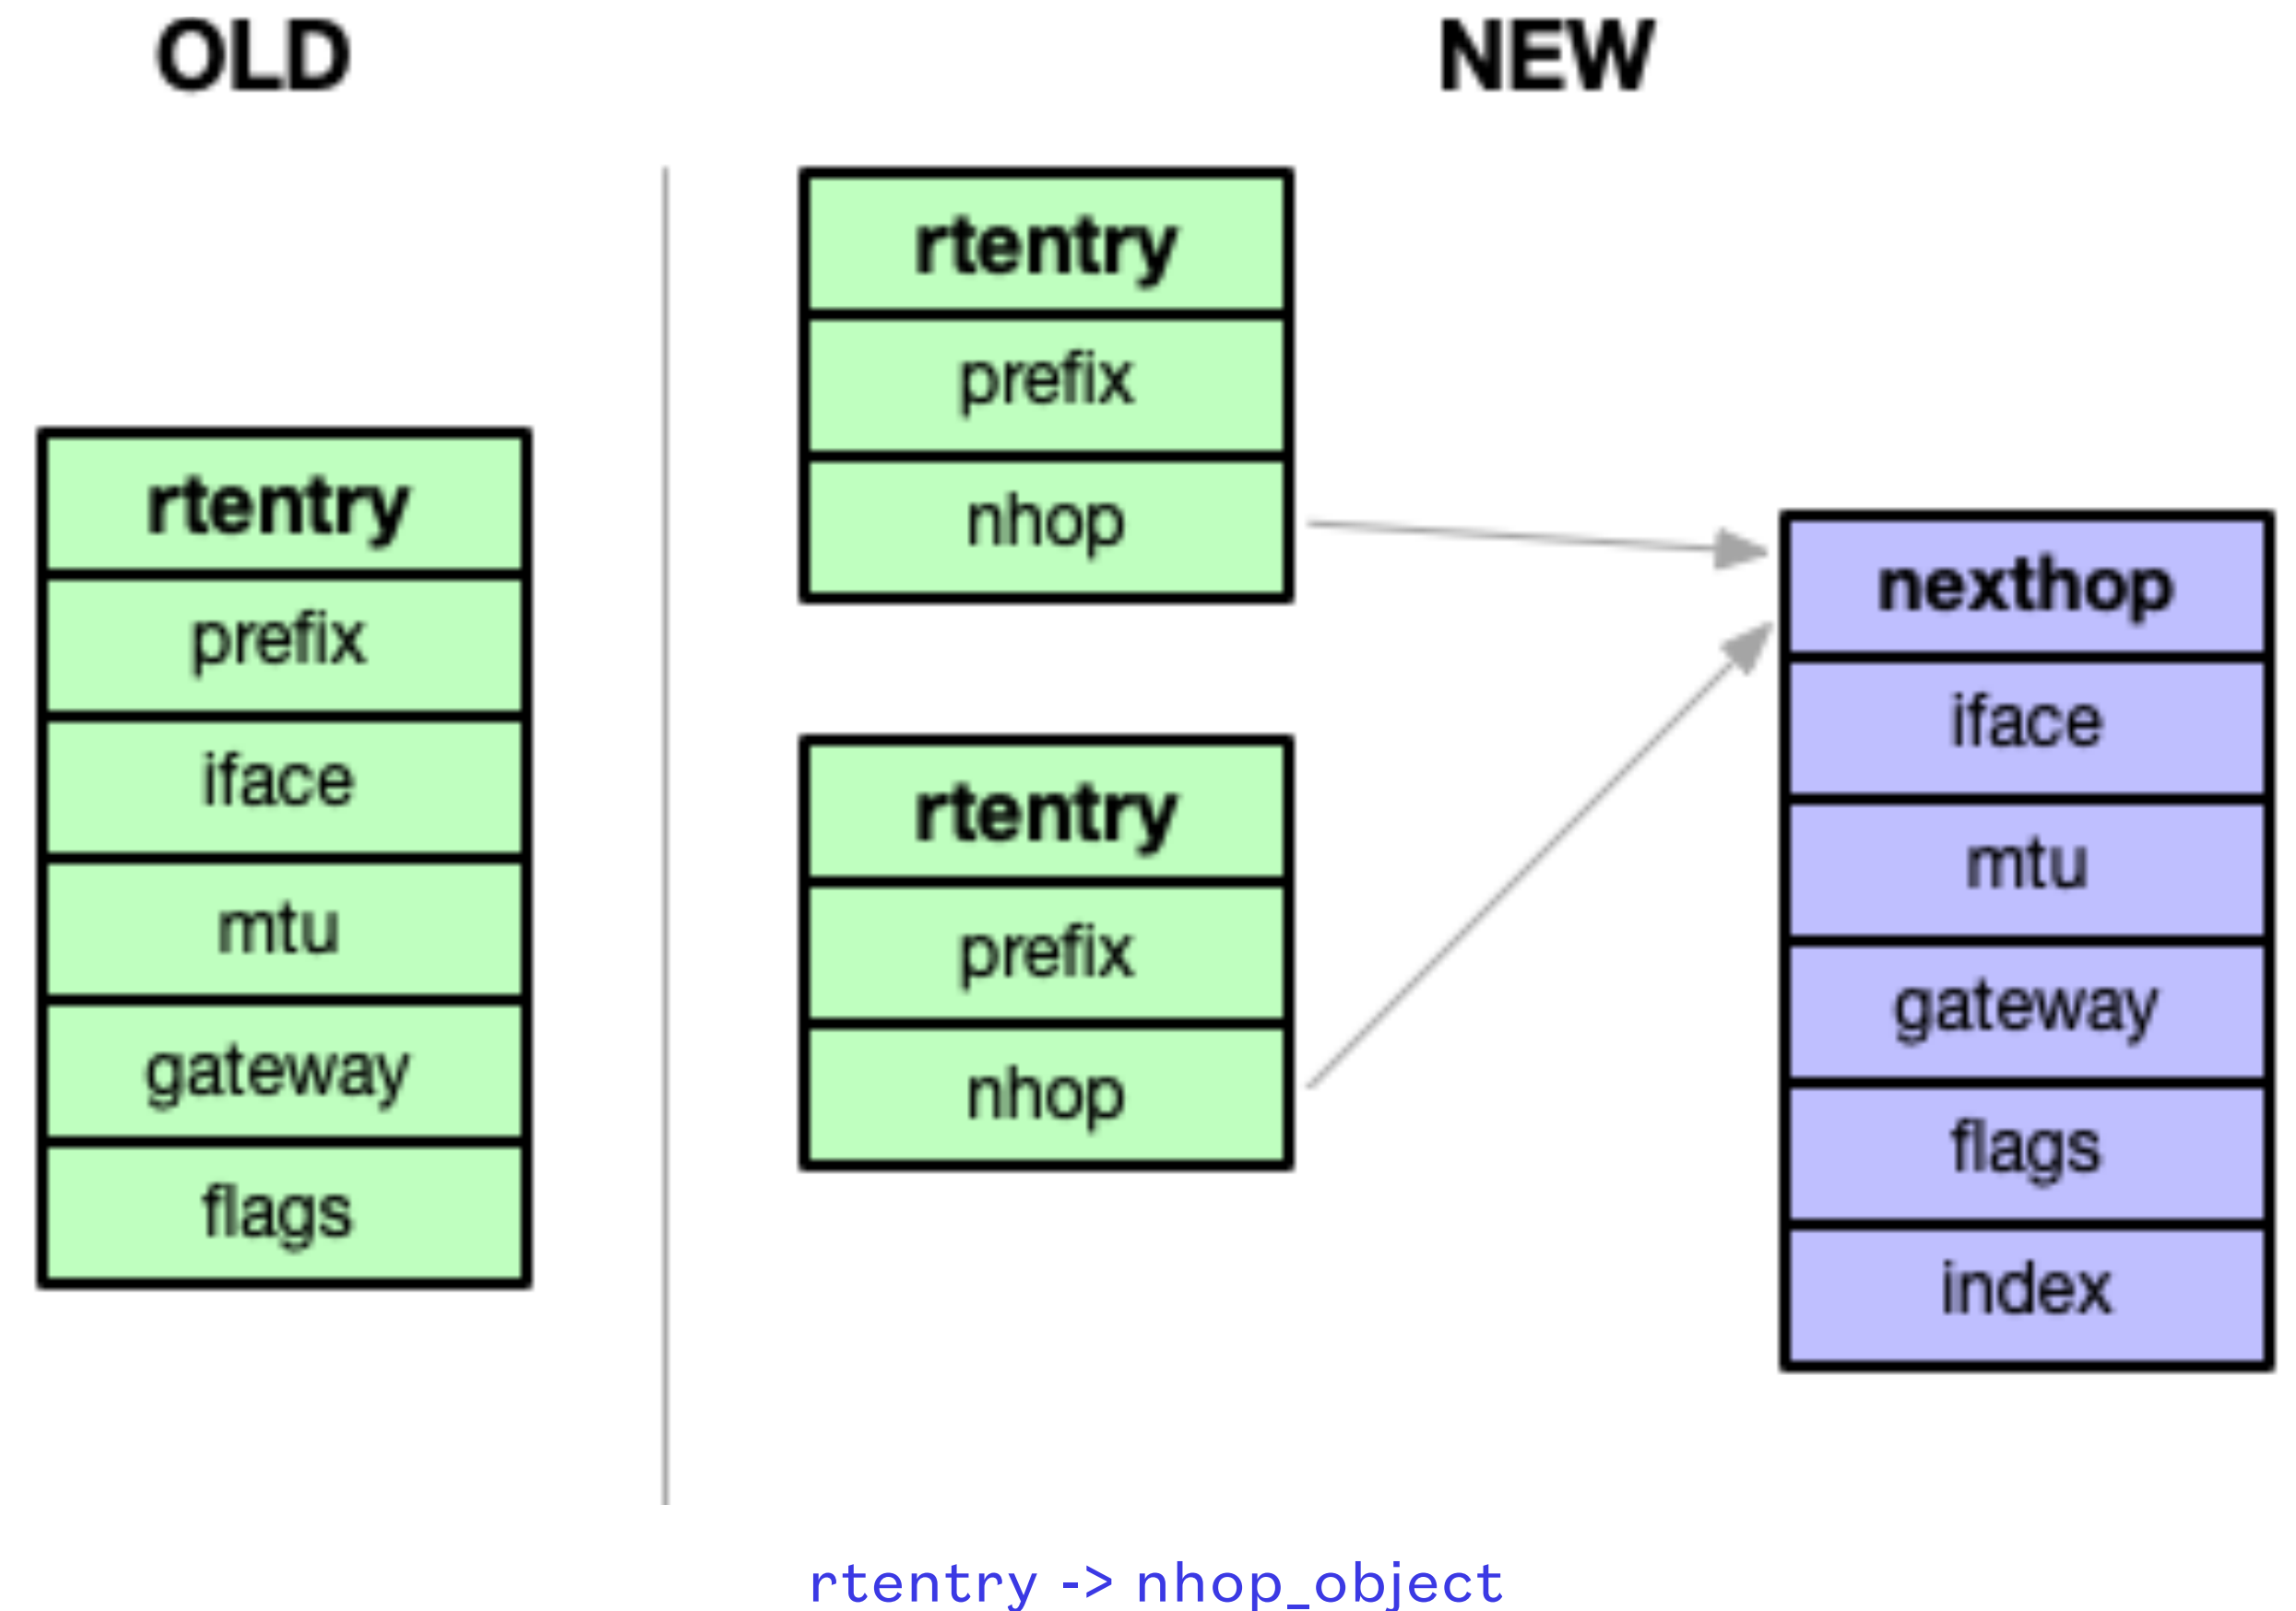 OLD
NEW
rtentry
prefix
iface
mtu
gateway
flags
rtentry
prefix
nhop
rtentry
prefix
nhop
nexthop
iface
mtu
gateway
flags
index
rtentry -> nhop_object